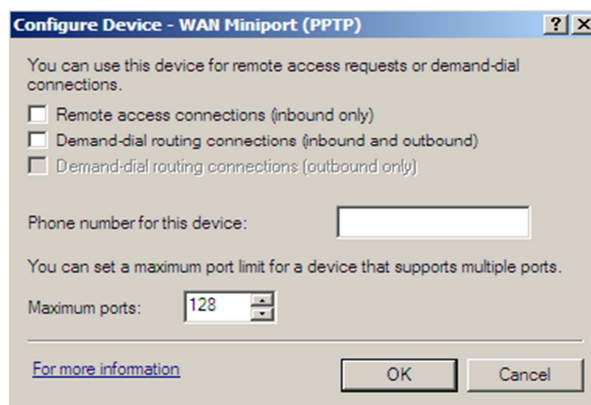 Configure Device - WAN Miniport (PPTP)
You can use this device for remote access requests or demand-dial
connections.
Remote access connections (inbound only)
Demand-dial routing connections (inbound and outbound)
Demand-dial routing connections (outbound only)
Phone number for this device:
You can set a maximum port limit for a device that supports multiple ports.
Maximum ports: 128
For more information OK Cancel